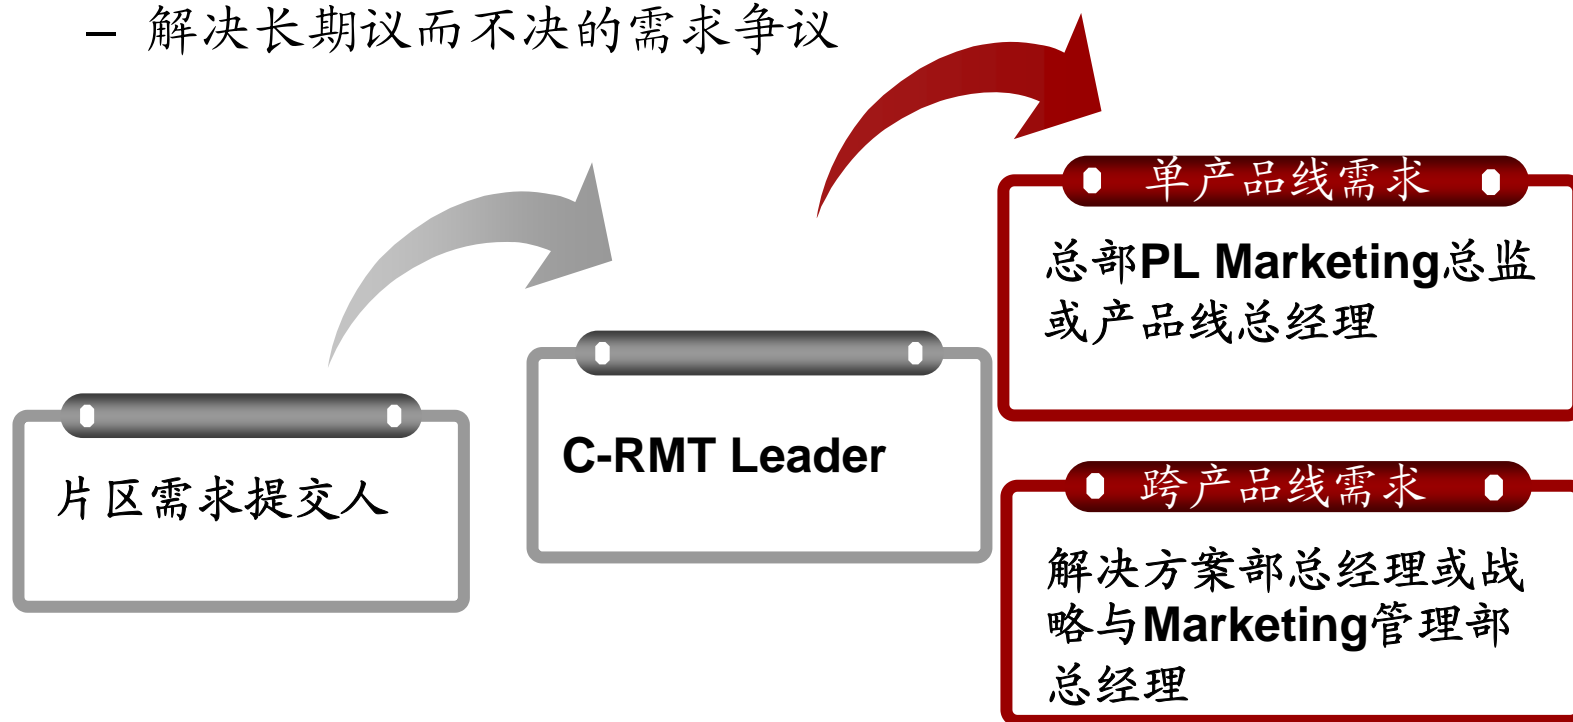 – 解决长期议而不决的需求争议
片区需求提交人
C-RMT Leader
单产品线需求
总部PL Marketing总监
或产品线总经理
跨产品线需求
解决方案部总经理或战
略与Marketing管理部
总经理